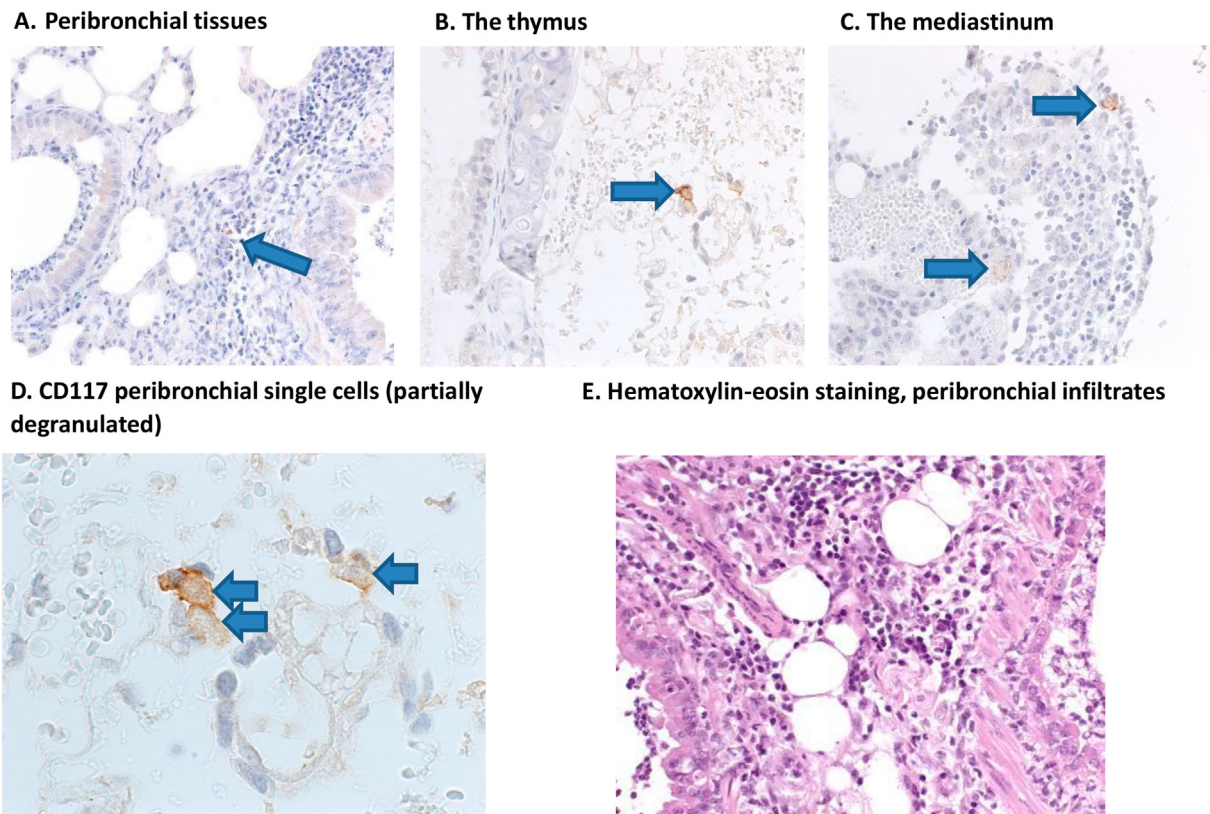 A. Peribronchial tissues
B. The thymus
C. The mediastinum
D. CD117 peribronchial single cells (partially
degranulated)
E. Hematoxylin-eosin staining, peribronchial infiltrates